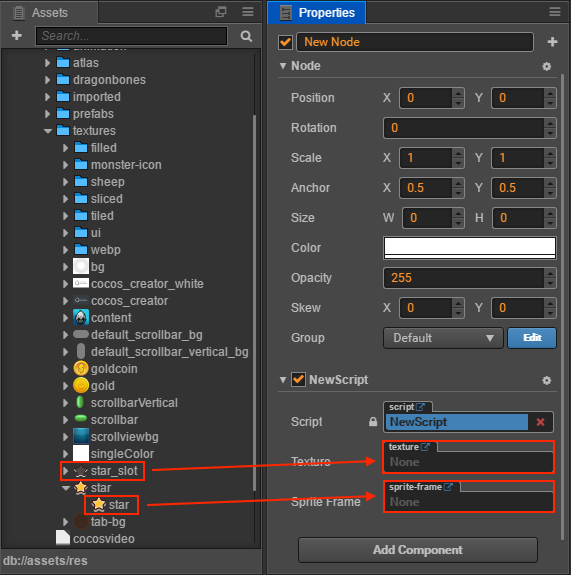 Assets
Search...
atlas
dragonbones
imported
prefabs
textures
filled
monster-icon
sheep
sliced
tiled
ui
webp
bg
cocos_creator_white
cocos_creator
content
default_scrollbar_bg
default_scrollbar_vertical_bg
goldcoin
gold
scrollbarVertical
scrollbar
scrollviewbg
singleColor
star_slot
star
star
tab-bg
cocosvideo
db://assets/res
Properties
New Node
Node
Position X 0 Y 0
Rotation 0
Scale X 1 Y 1
Anchor X 0.5 Y 0.5
Size W 0 H 0
Color
Opacity 255
Skew X 0 Y 0
Group Default Edit
NewScript
script
Script NewScript
texture
Texture None
sprite-frame
Sprite Frame None
Add Component